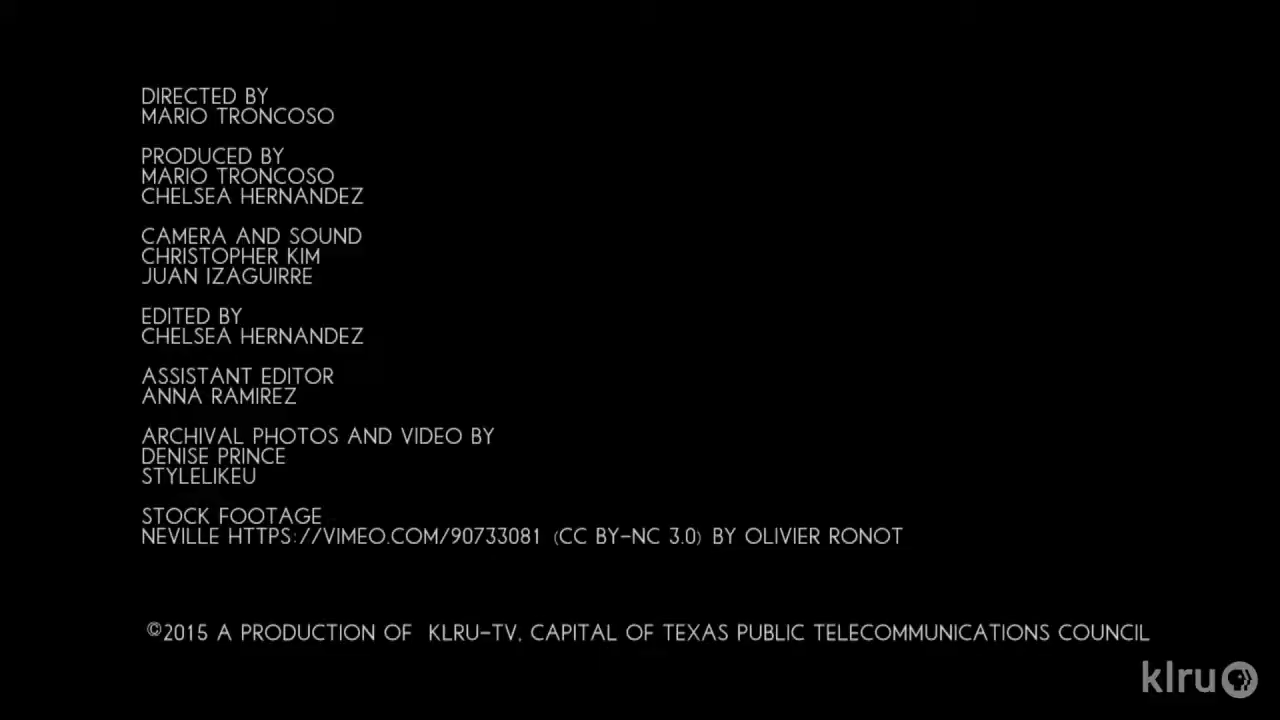 DIRECTED BY
MARIO TRONCOSO
PRODUCED BY
MARIO TRONCOSO
CHELSEA HERNANDEZ
CAMERA AND SOUND
CHRISTOPHER KIM
JUAN IZAGUIRRE
EDITED BY
CHELSEA HERNANDEZ
ASSISTANT EDITOR
ANNA RAMIREZ
ARCHIVAL PHOTOS AND VIDEO BY
DENISE PRINCE
STYLELIKEU
STOCK FOOTAGE
NEVILLE HTTPS://VIMEO.COM/90733081 (CC BY-NC 3.0) BY OLIVIER RONOT
©2015 A PRODUCTION OF KLRU-TV, CAPITAL OF TEXAS PUBLIC TELECOMMUNICATIONS COUNCIL
klru